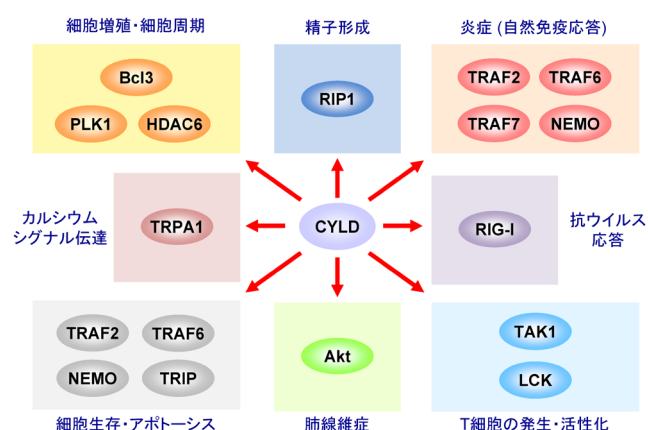 細胞増殖・細胞周期
Bcl3
PLK1 HDAC6
精子形成
RIP1
炎症 (自然免疫応答)
TRAF2 TRAF6
TRAF7 NEMO
カルシウム
シグナル伝達
TRPA1
CYLD
RIG-I
抗ウイルス
応答
TRAF2 TRAF6
NEMO TRIP
細胞生存・アポトーシス
Akt
肺線維症
TAK1
LCK
T細胞の発生・活性化